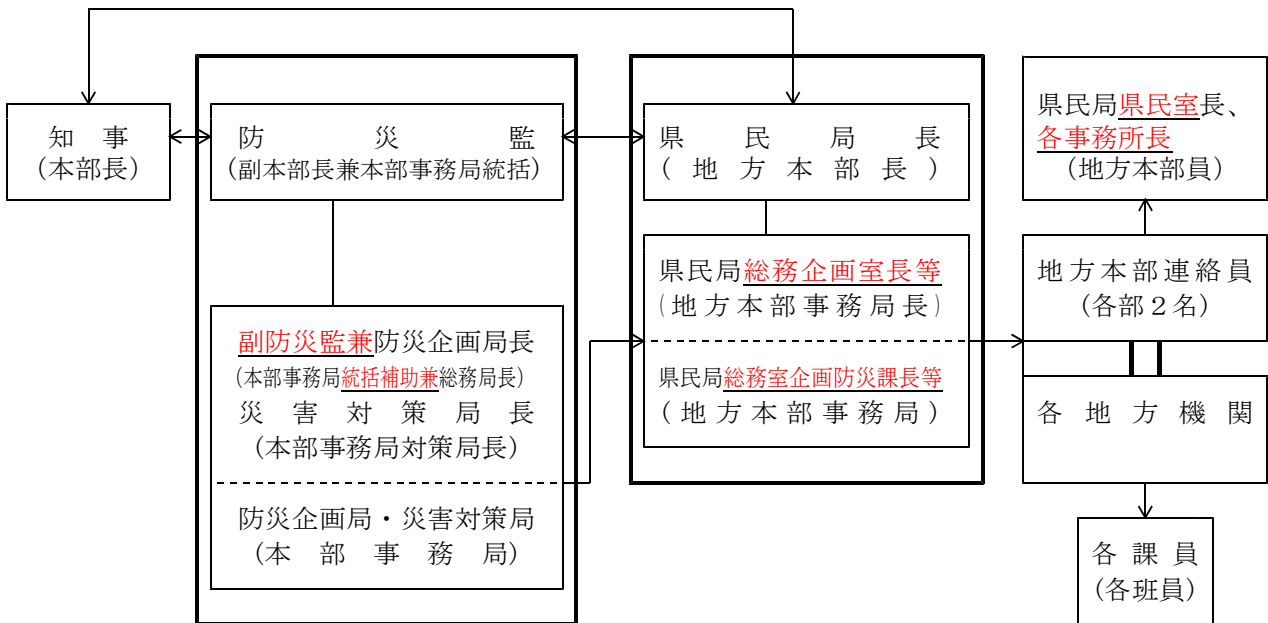 知事
(本部長)
防災監
(副本部長兼本部事務局統括)
県民局長
(地方本部長)
県民局県民室長、
各事務所長
(地方本部員)
副防災監兼防災企画局長
(本部事務局統括補助兼総務局長)
災害対策局長
(本部事務局対策局長)
防災企画局・災害対策局
(本部事務局)
県民局総務企画室長等
(地方本部事務局長)
県民局総務室企画防災課長等
(地方本部事務局)
地方本部連絡員
(各部2名)
各地方機関
各課員
(各班員)